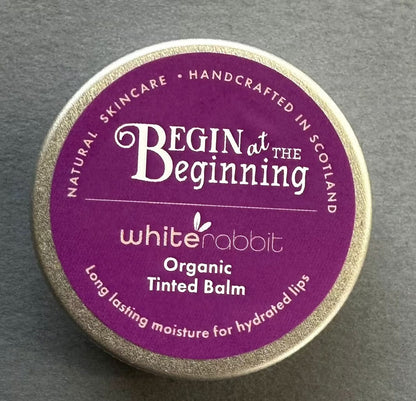 NATURAL SKINCARE • HANDCRAFTED IN SCOTLAND
BEGIN at THE
Beginning
whiterabbit
Organic
Tinted Balm
Long lasting moisture for hydrated lips